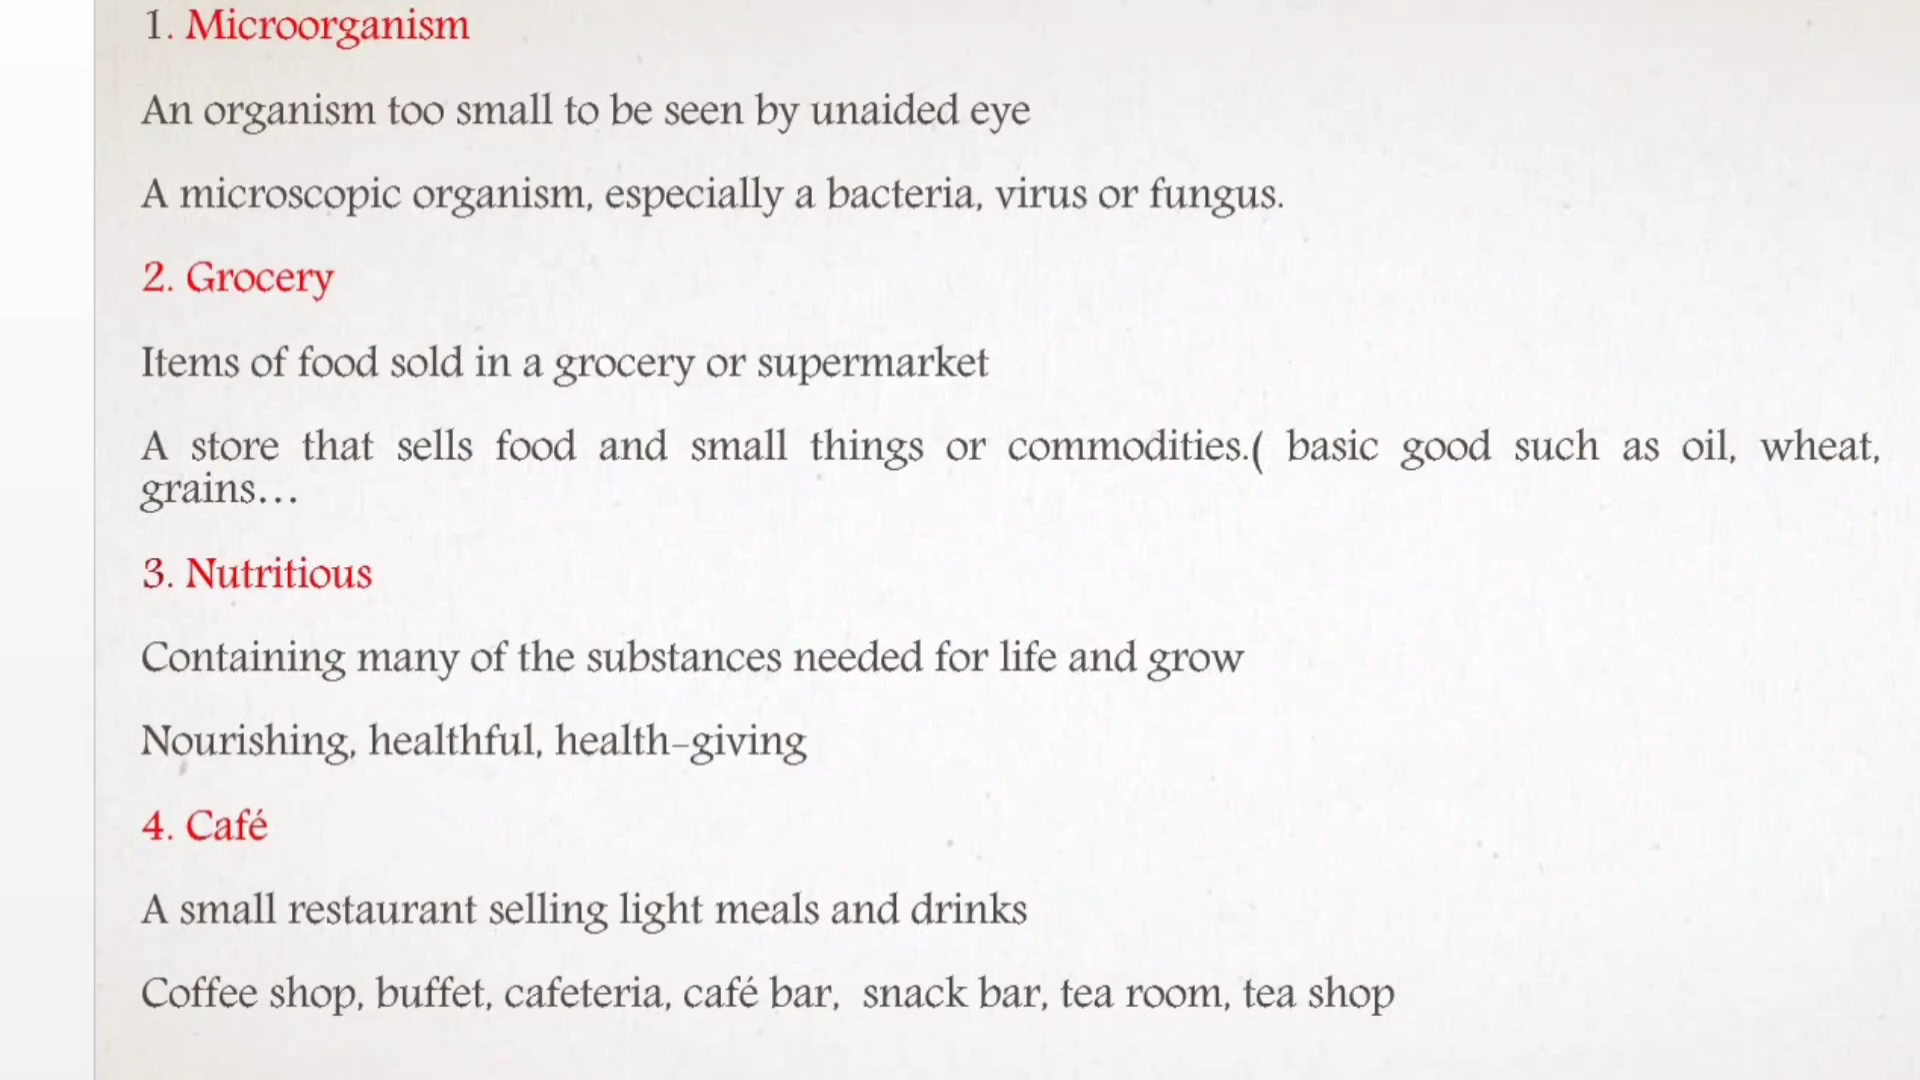 1. Microorganism
An organism too small to be seen by unaided eye
A microscopic organism, especially a bacteria, virus or fungus.
2. Grocery
Items of food sold in a grocery or supermarket
A store that sells food and small things or commodities.( basic good such as oil, wheat,
grains…
3. Nutritious
Containing many of the substances needed for life and grow
Nourishing, healthful, health-giving
4. Café
A small restaurant selling light meals and drinks
Coffee shop, buffet, cafeteria, café bar,  snack bar, tea room, tea shop